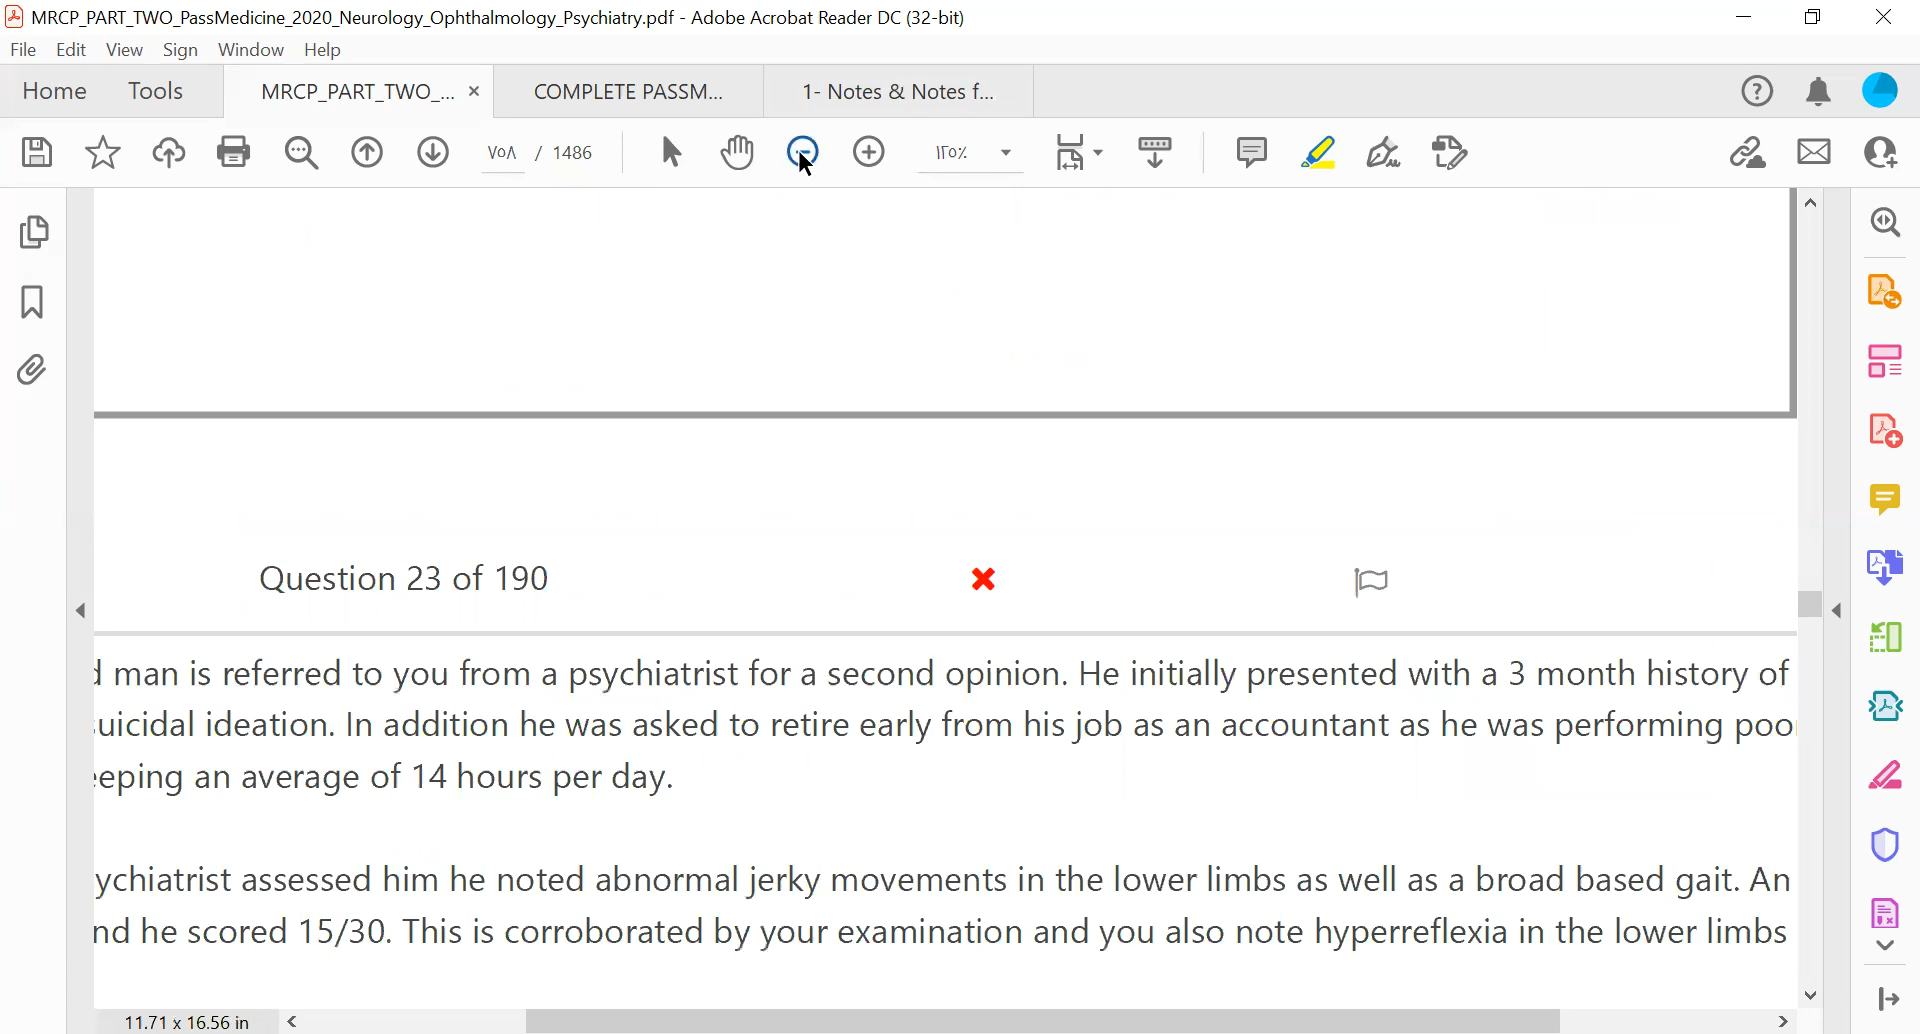 MRCP_PART_TWO_PassMedicine_2020_Neurology_Ophthalmology_Psychiatry.pdf - Adobe Acrobat Reader DC (32-bit)
File Edit View Sign Window Help
Home Tools MRCP_PART_TWO_... × COMPLETE PASSM... 1- Notes & Notes f...
٧٥٨ / 1486 ١٢٥٪
Question 23 of 190
d man is referred to you from a psychiatrist for a second opinion. He initially presented with a 3 month history of
suicidal ideation. In addition he was asked to retire early from his job as an accountant as he was performing poo
eeping an average of 14 hours per day.
ychiatrist assessed him he noted abnormal jerky movements in the lower limbs as well as a broad based gait. An
nd he scored 15/30. This is corroborated by your examination and you also note hyperreflexia in the lower limbs
11.71 x 16.56 in